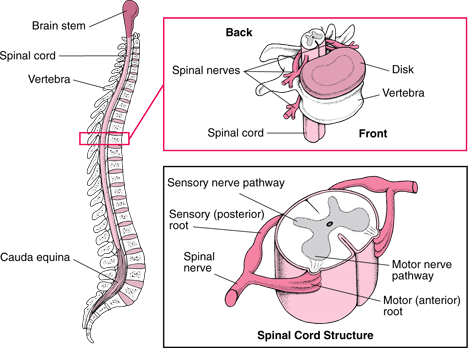 Brain stem
Spinal cord
Vertebra
Cauda equina
Back
Spinal nerves
Disk
Vertebra
Spinal cord
Front
Sensory nerve pathway
Sensory (posterior)
root
Spinal
nerve
Motor nerve
pathway
Motor (anterior)
root
Spinal Cord Structure